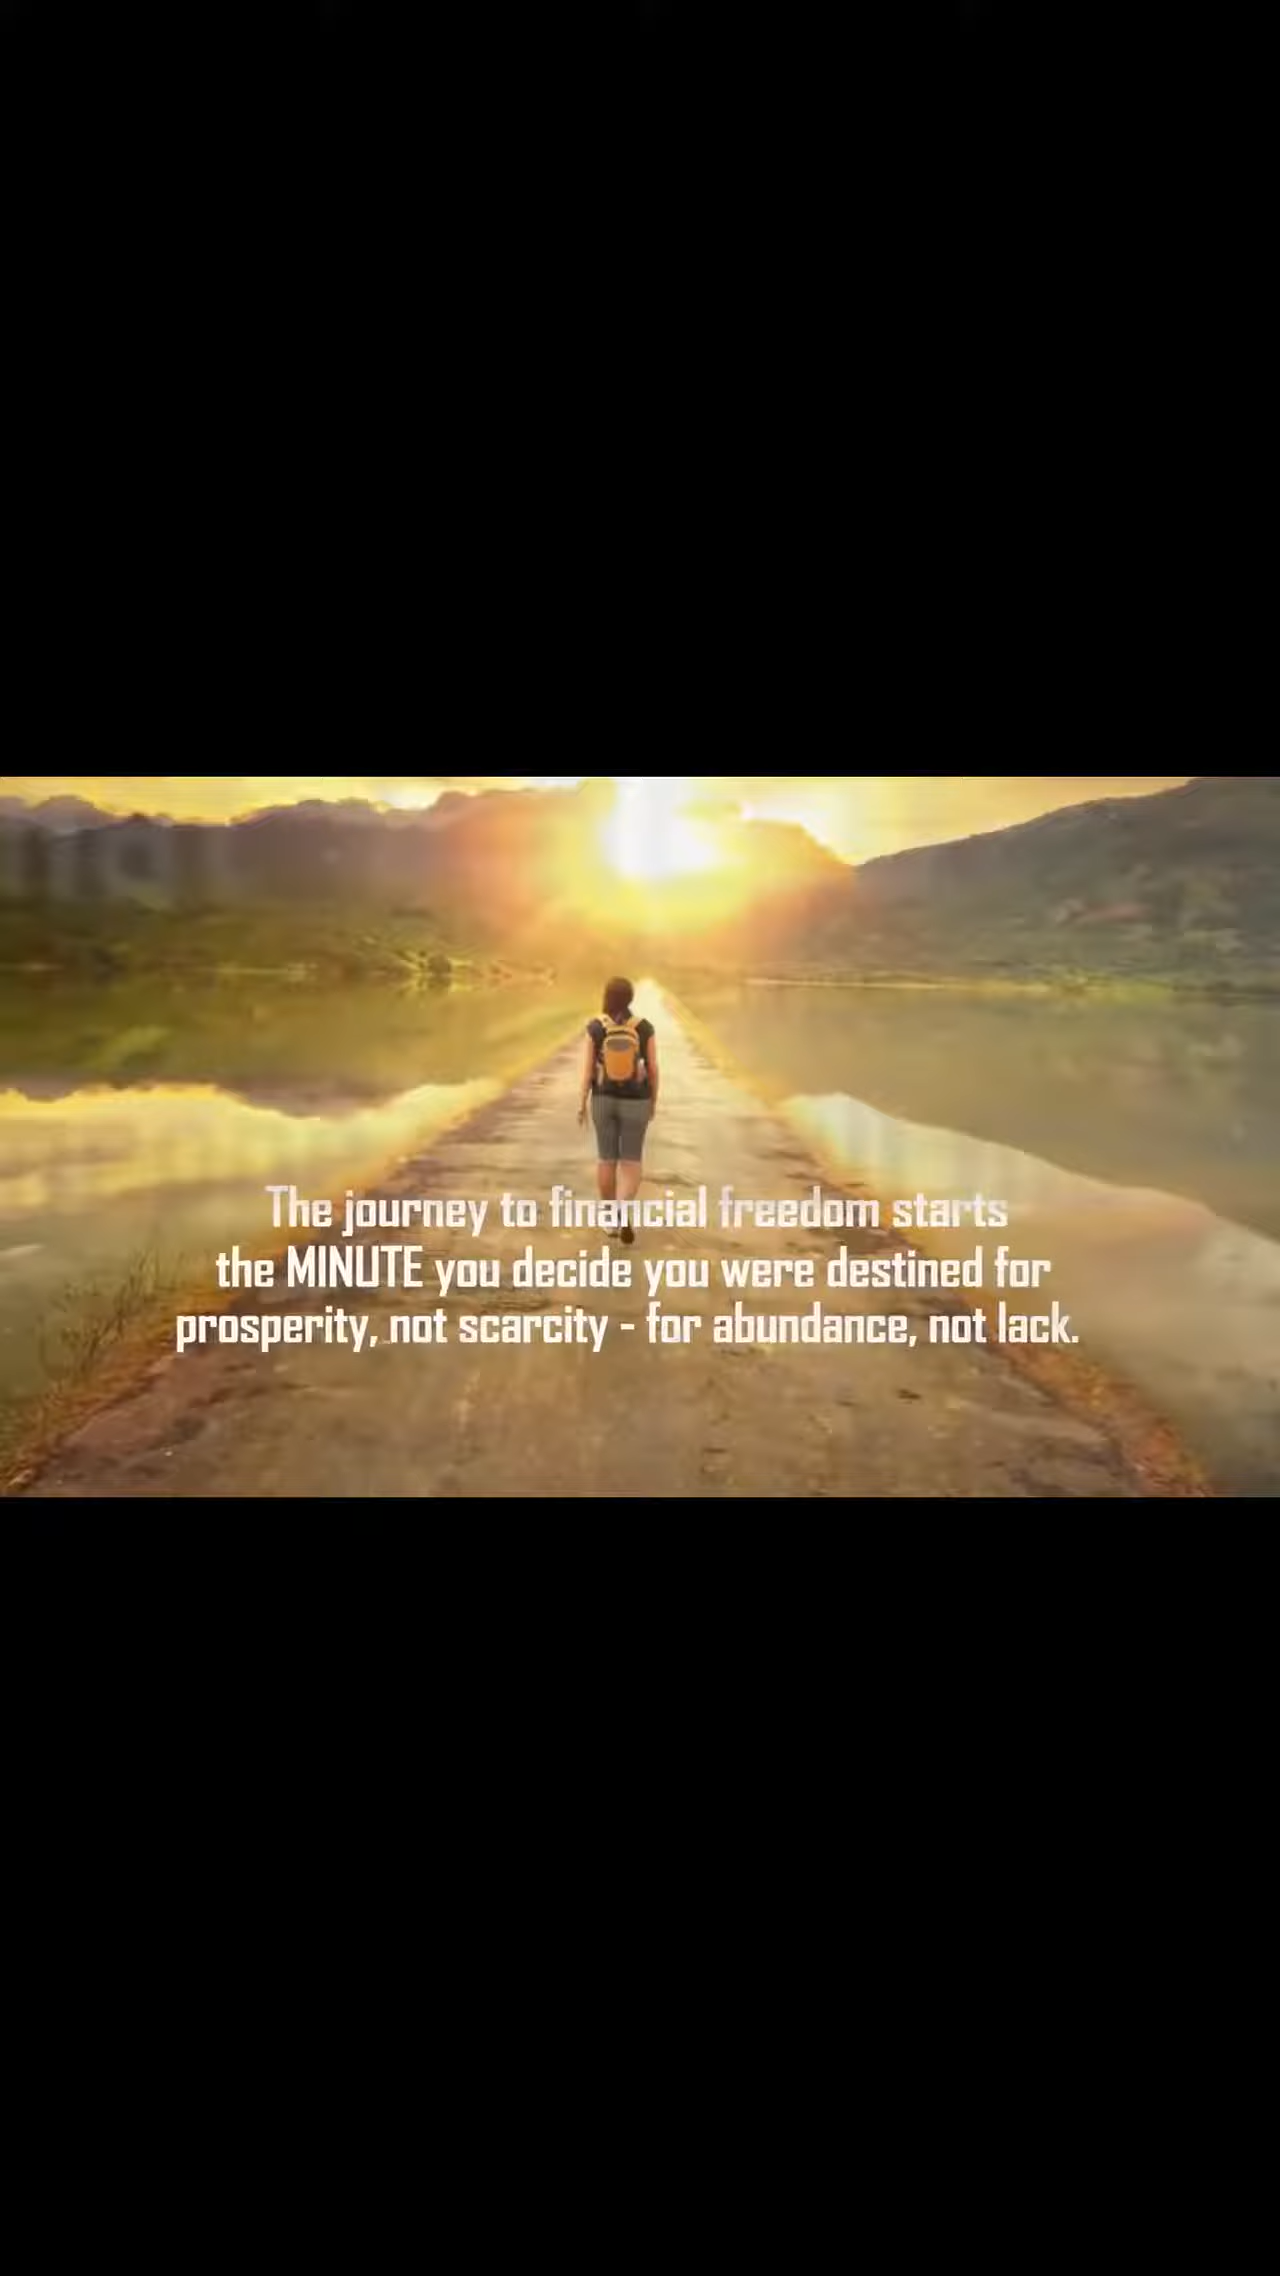 The journey to financial freedom starts
the MINUTE you decide you were destined for
prosperity, not scarcity - for abundance, not lack.